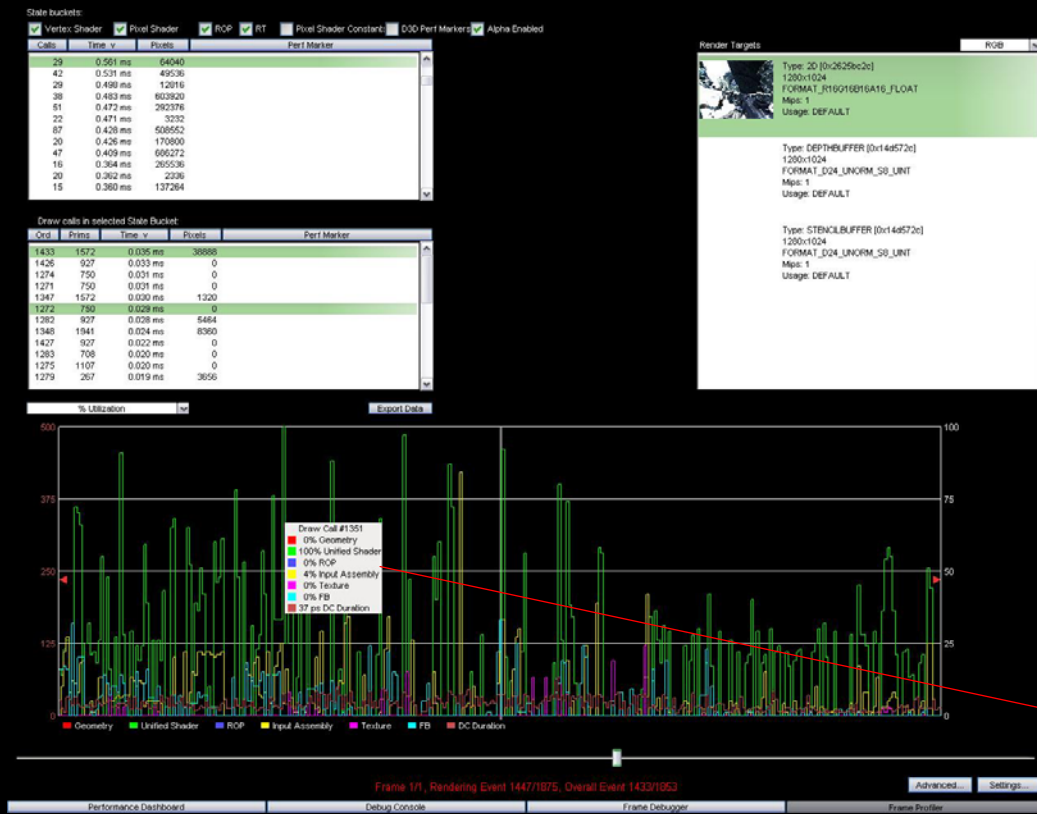 State buckets:
Vertex Shader Pixel Shader ROP RT Pixel Shader Constants D3D Perf Markers Alpha Enabled
Calls Time v Pixels Perf Marker
29 0.561 ms 64040
42 0.531 ms 49536
29 0.498 ms 12816
38 0.483 ms 603920
51 0.472 ms 292376
22 0.471 ms 3232
87 0.428 ms 508552
20 0.426 ms 170800
47 0.409 ms 686272
16 0.364 ms 265536
20 0.362 ms 2336
15 0.360 ms 137264
Render Targets RGB
Type: 2D [0x2625bc2c]
1280x1024
FORMAT_R16G16B16A16_FLOAT
Mips: 1
Usage: DEFAULT
Type: DEPTHBUFFER [0x14d572c]
1280x1024
FORMAT_D24_UNORM_S8_UINT
Mips: 1
Usage: DEFAULT
Type: STENCILBUFFER [0x14d572c]
1280x1024
FORMAT_D24_UNORM_S8_UINT
Mips: 1
Usage: DEFAULT
Draw calls in selected State Bucket:
Ord Prims Time v Pixels Perf Marker
1433 1572 0.035 ms 38888
1426 927 0.033 ms 0
1274 750 0.031 ms 0
1271 750 0.031 ms 0
1347 1572 0.030 ms 1320
1272 750 0.029 ms 0
1282 927 0.028 ms 5464
1348 1941 0.024 ms 8360
1427 927 0.022 ms 0
1283 708 0.020 ms 0
1275 1107 0.020 ms 0
1279 267 0.019 ms 3656
% Utilization Export Data
500 100
375 75
250 50
125 25
0 0
Draw Call #1351
0% Geometry
100% Unified Shader
0% ROP
4% Input Assembly
0% Texture
0% FB
37 ps DC Duration
Geometry Unified Shader ROP Input Assembly Texture FB DC Duration
Frame 1/1, Rendering Event 1447/1875, Overall Event 1433/1853
Advanced... Settings...
Performance Dashboard Debug Console Frame Debugger Frame Profiler